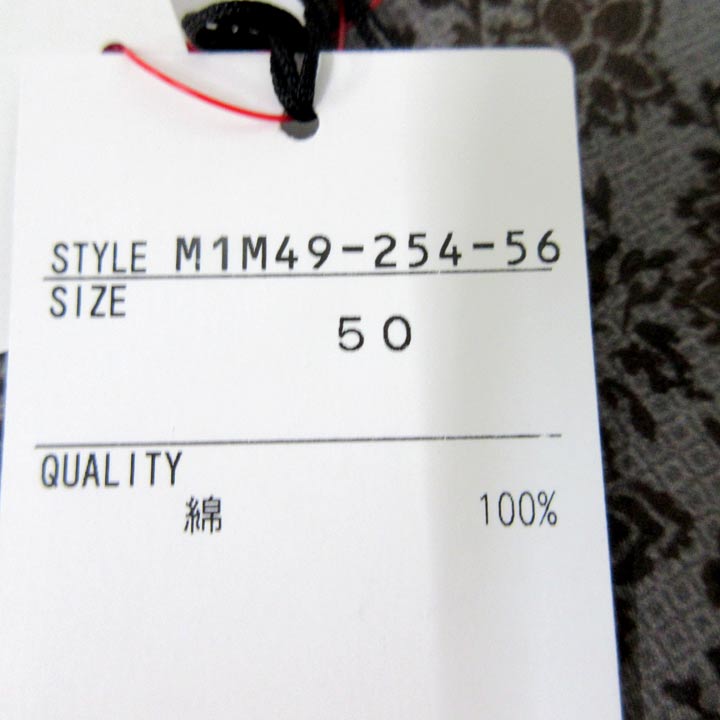 STYLE M1M49-254-56
SIZE
50
QUALITY
綿 100%